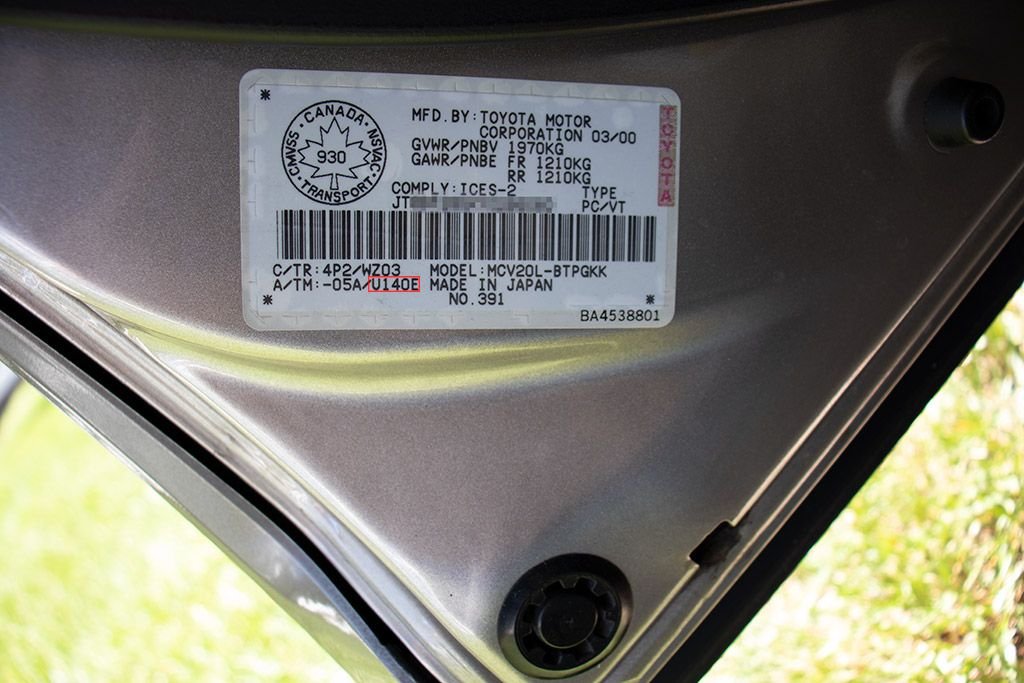 CMVSS · CANADA · NSVAC · TRANSPORT ·
930
MFD. BY: TOYOTA MOTOR
CORPORATION 03/00
GVWR/PNBV 1970KG
GAWR/PNBE FR 1210KG
RR 1210KG
COMPLY: ICES-2 TYPE
JT PC/VT
TOYOTA
C/TR: 4P2/WZ03 MODEL: MCV20L-BTPGKK
A/TM: -05A/U140E MADE IN JAPAN
NO. 391
BA4538801